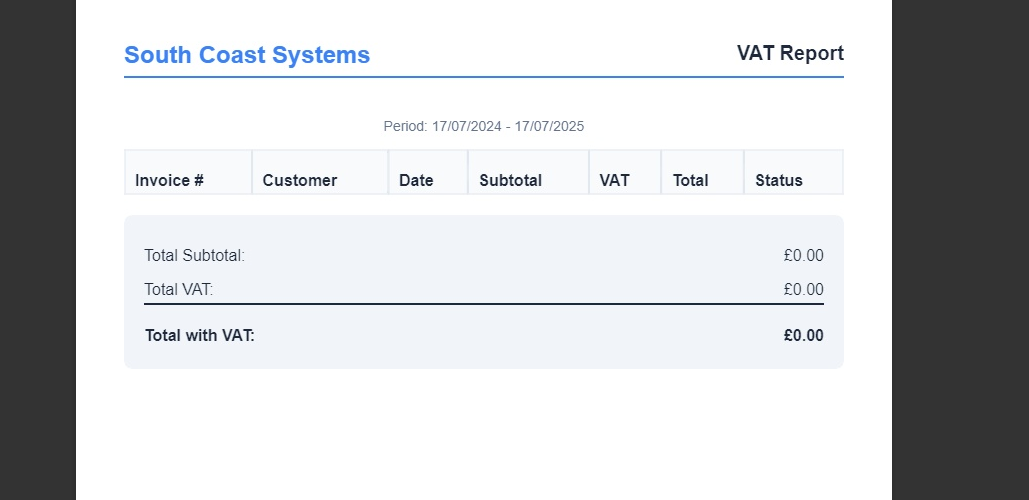 South Coast Systems VAT Report
Period: 17/07/2024 - 17/07/2025
Invoice # Customer Date Subtotal VAT Total Status
Total Subtotal: £0.00
Total VAT: £0.00
Total with VAT: £0.00